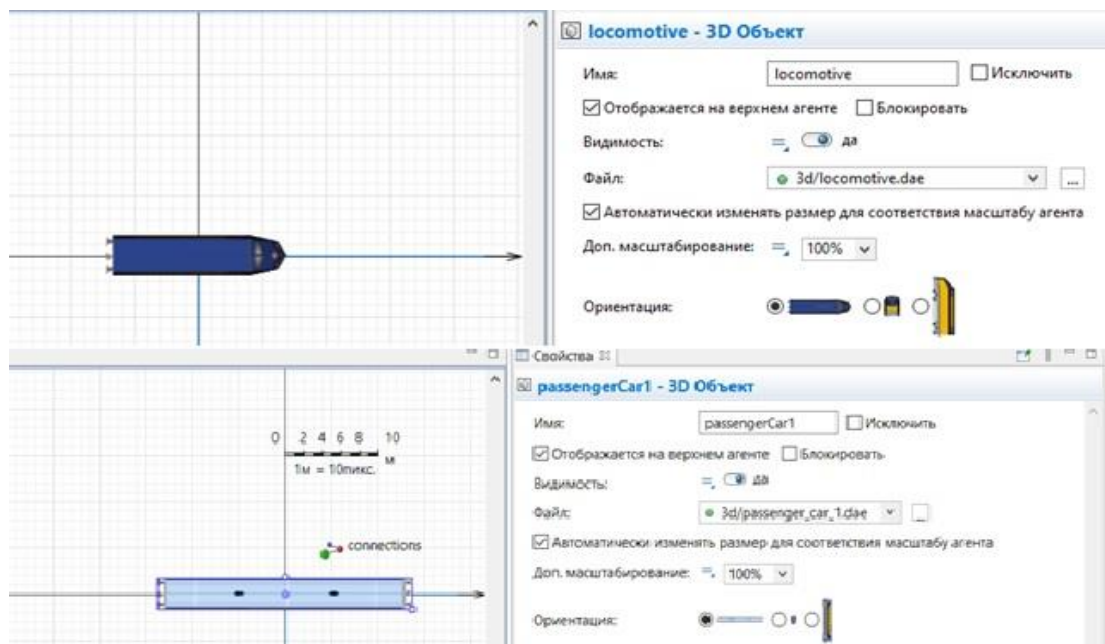 locomotive - 3D Объект
Имя: locomotive Исключить
Отображается на верхнем агенте Блокировать
Видимость: да
Файл: 3d/locomotive.dae ...
Автоматически изменять размер для соответствия масштабу агента
Доп. масштабирование: 100%
Ориентация:
Свойства
passengerCar1 - 3D Объект
Имя: passengerCar1 Исключить
Отображается на верхнем агенте Блокировать
Видимость: да
Файл: 3d/passenger_car_1.dae ...
Автоматически изменять размер для соответствия масштабу агента
Доп. масштабирование: 100%
Ориентация:
0 2 4 6 8 10
м
1м = 10пикс.
connections